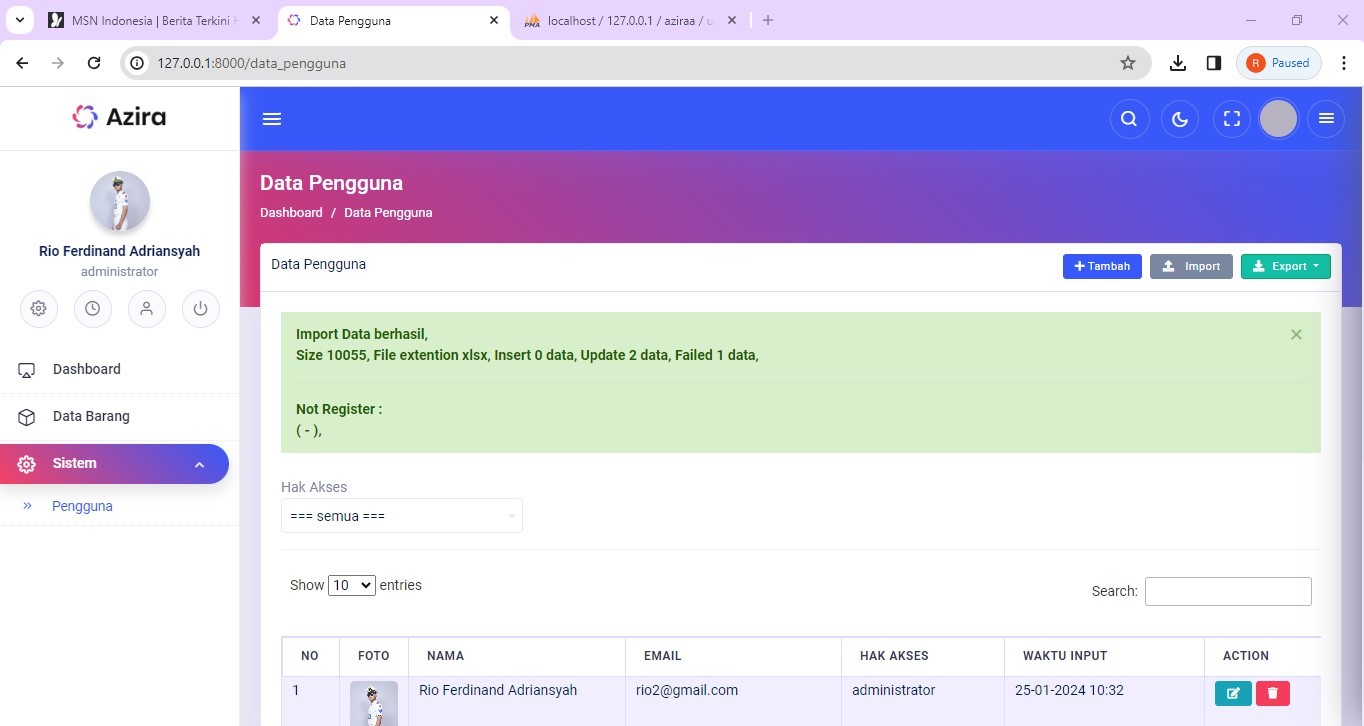 MSN Indonesia | Berita Terkini H
Data Pengguna
localhost / 127.0.0.1 / aziraa / u
127.0.0.1:8000/data_pengguna
R Paused
Azira
Rio Ferdinand Adriansyah
administrator
Dashboard
Data Barang
Sistem
Pengguna
Data Pengguna
Dashboard / Data Pengguna
Data Pengguna
+ Tambah Import Export
Import Data berhasil,
Size 10055, File extention xlsx, Insert 0 data, Update 2 data, Failed 1 data,
Not Register :
( - ),
Hak Akses
=== semua ===
Show 10 entries
Search:
NO FOTO NAMA EMAIL HAK AKSES WAKTU INPUT ACTION
1 Rio Ferdinand Adriansyah rio2@gmail.com administrator 25-01-2024 10:32